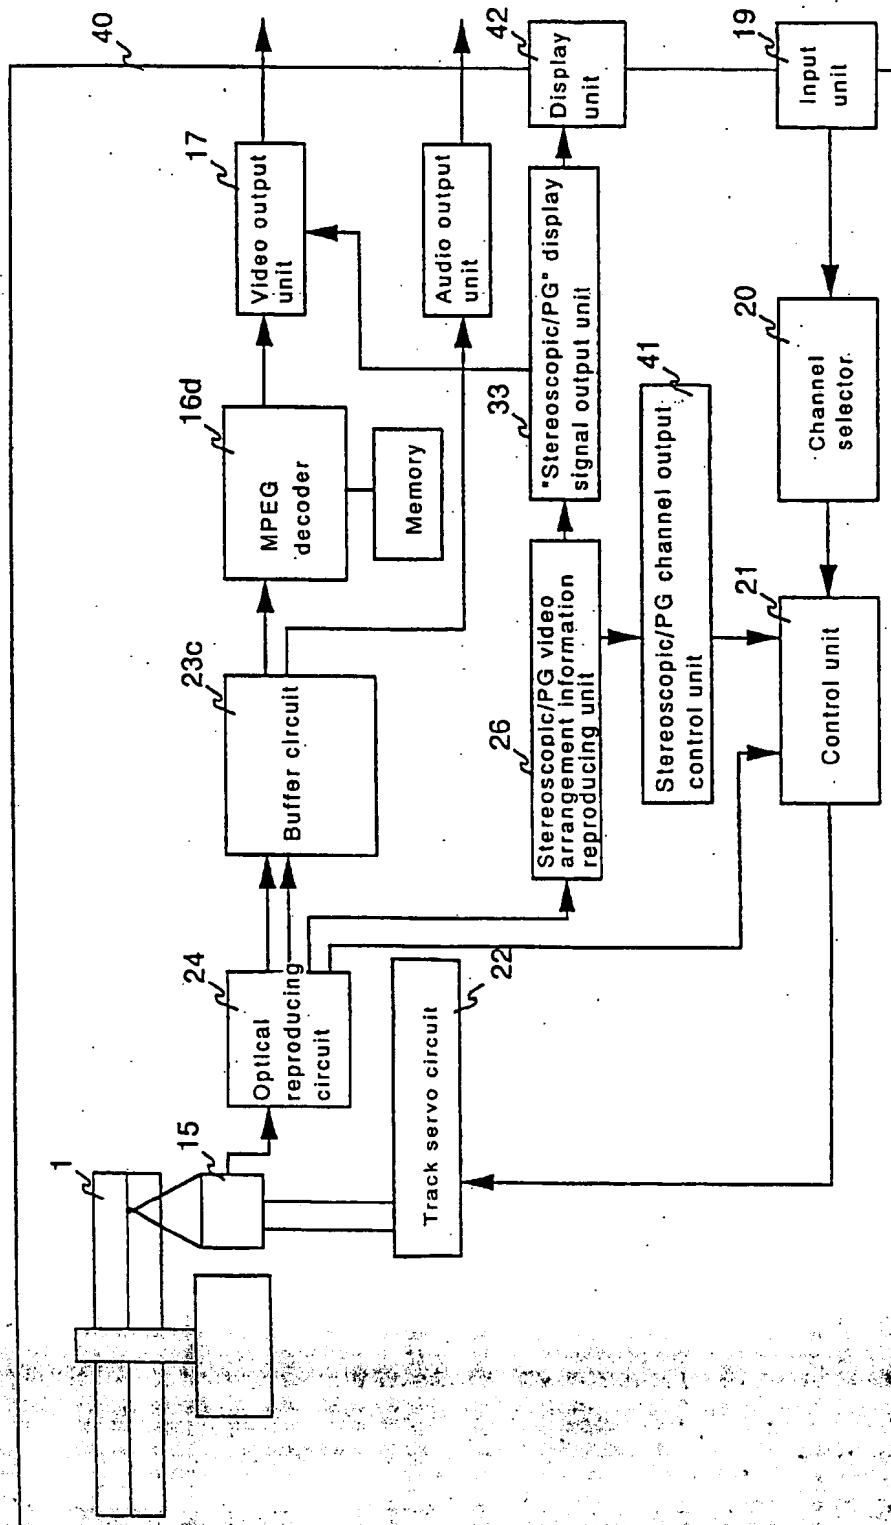 1
15
24
Optical
reproducing
circuit
23c
Buffer circuit
16d
MPEG
decoder
Memory
17
Video output
unit
40
Audio output
unit
22
Track servo circuit
26
Stereoscopic/PG video
arrangement information
reproducing unit
33
"Stereoscopic/PG" display
signal output unit
42
Display
unit
41
Stereoscopic/PG channel output
control unit
21
Control unit
20
Channel
selector
19
Input
unit